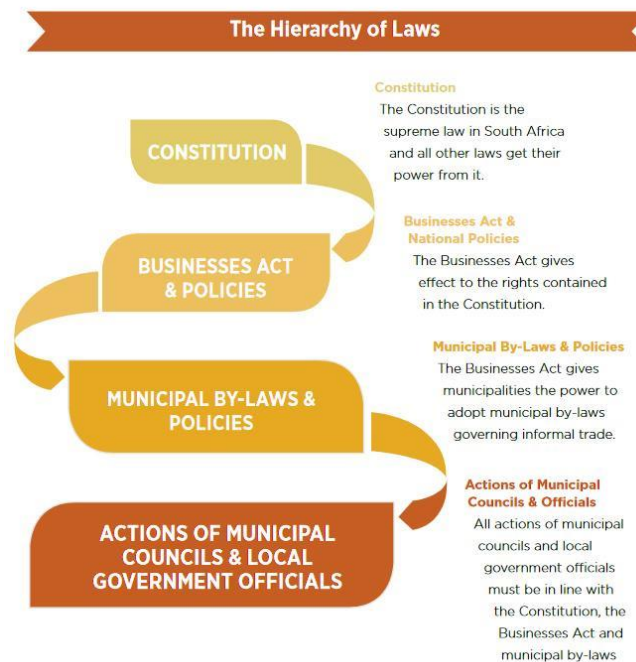 The Hierarchy of Laws
CONSTITUTION
Constitution
The Constitution is the
supreme law in South Africa
and all other laws get their
power from it.
BUSINESSES ACT
& POLICIES
Businesses Act &
National Policies
The Businesses Act gives
effect to the rights contained
in the Constitution.
MUNICIPAL BY-LAWS &
POLICIES
Municipal By-Laws & Policies
The Businesses Act gives
municipalities the power to
adopt municipal by-laws
governing informal trade.
ACTIONS OF MUNICIPAL
COUNCILS & LOCAL
GOVERNMENT OFFICIALS
Actions of Municipal
Councils & Officials
All actions of municipal
councils and local
government officials
must be in line with
the Constitution, the
Businesses Act and
municipal by-laws